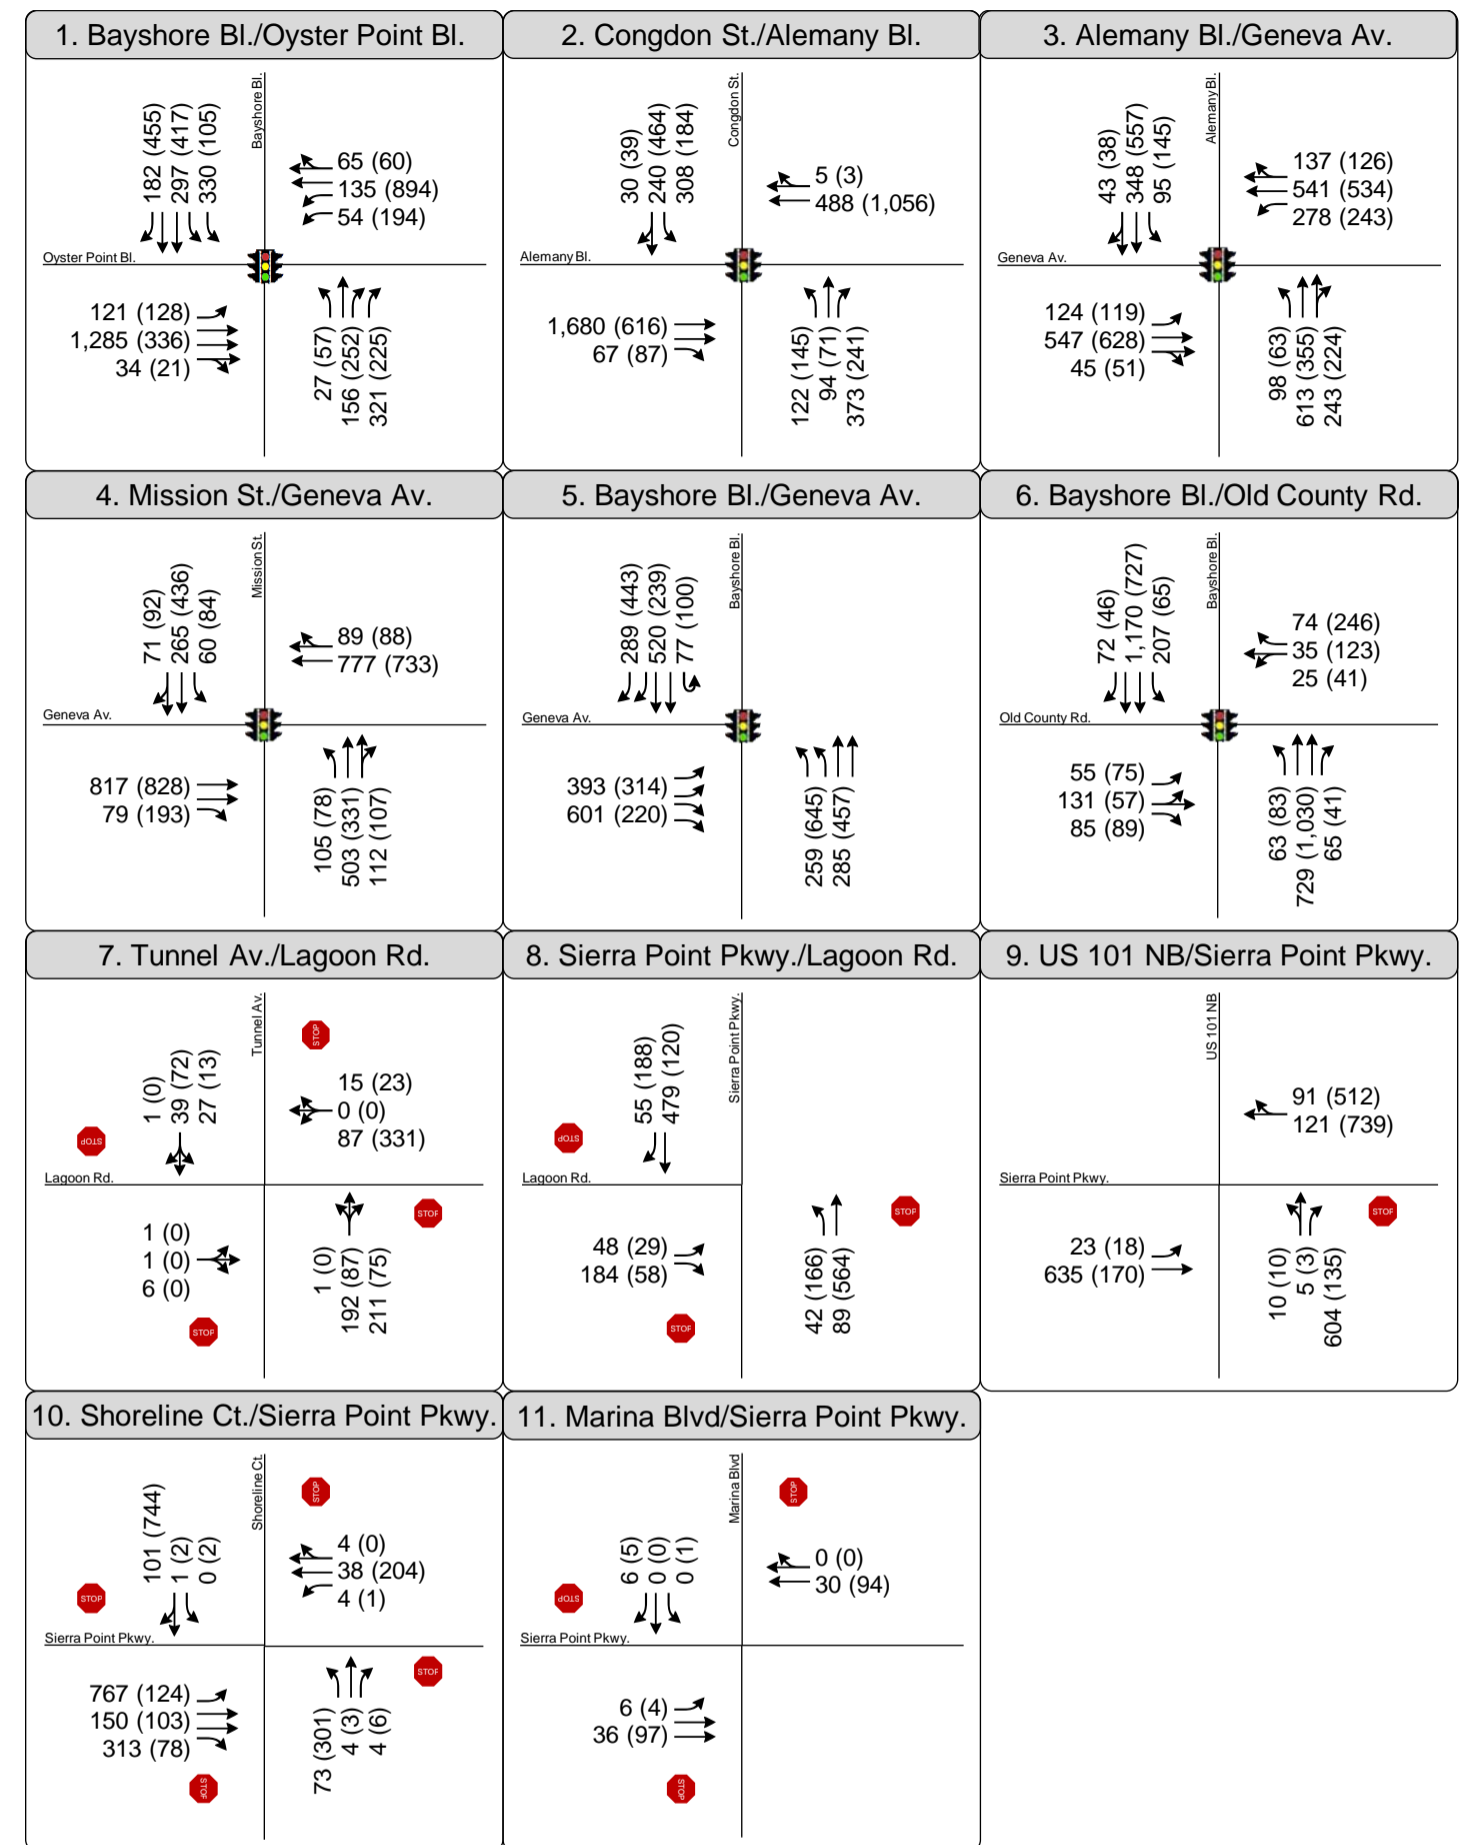 1. Bayshore Bl./Oyster Point Bl.
182 (455)
297 (417)
330 (105)
Bayshore Bl.
65 (60)
135 (894)
54 (194)
Oyster Point Bl.
121 (128)
1,285 (336)
34 (21)
27 (57)
156 (252)
321 (225)
2. Congdon St./Alemany Bl.
30 (39)
240 (464)
308 (184)
Congdon St.
5 (3)
488 (1,056)
Alemany Bl.
1,680 (616)
67 (87)
122 (145)
94 (71)
373 (241)
3. Alemany Bl./Geneva Av.
43 (38)
348 (557)
95 (145)
Alemany Bl.
137 (126)
541 (534)
278 (243)
Geneva Av.
124 (119)
547 (628)
45 (51)
98 (63)
613 (355)
243 (224)
4. Mission St./Geneva Av.
71 (92)
265 (436)
60 (84)
Mission St.
89 (88)
777 (733)
Geneva Av.
817 (828)
79 (193)
105 (78)
503 (331)
112 (107)
5. Bayshore Bl./Geneva Av.
289 (443)
520 (239)
77 (100)
Bayshore Bl.
Geneva Av.
393 (314)
601 (220)
259 (645)
285 (457)
6. Bayshore Bl./Old County Rd.
72 (46)
1,170 (727)
207 (65)
Bayshore Bl.
74 (246)
35 (123)
25 (41)
Old County Rd.
55 (75)
131 (57)
85 (89)
63 (83)
729 (1,030)
65 (41)
7. Tunnel Av./Lagoon Rd.
1 (0)
39 (72)
27 (13)
Tunnel Av.
STOP
15 (23)
0 (0)
87 (331)
STOP
Lagoon Rd.
STOP
1 (0)
1 (0)
6 (0)
1 (0)
192 (87)
211 (75)
STOP
8. Sierra Point Pkwy./Lagoon Rd.
55 (188)
479 (120)
Sierra Point Pkwy.
STOP
Lagoon Rd.
STOP
48 (29)
184 (58)
42 (166)
89 (564)
STOP
9. US 101 NB/Sierra Point Pkwy.
US 101 NB
91 (512)
121 (739)
Sierra Point Pkwy.
STOP
23 (18)
635 (170)
10 (10)
5 (3)
604 (135)
10. Shoreline Ct./Sierra Point Pkwy.
101 (744)
1 (2)
0 (2)
Shoreline Ct.
STOP
4 (0)
38 (204)
4 (1)
STOP
Sierra Point Pkwy.
STOP
767 (124)
150 (103)
313 (78)
73 (301)
4 (3)
4 (6)
STOP
11. Marina Blvd/Sierra Point Pkwy.
6 (5)
0 (0)
0 (1)
Marina Blvd
STOP
0 (0)
30 (94)
STOP
Sierra Point Pkwy.
6 (4)
36 (97)
STOP